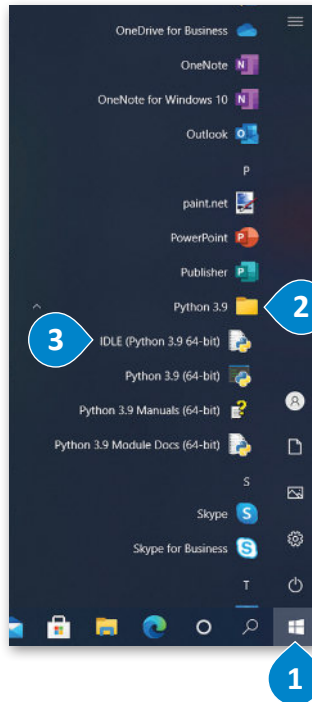 OneDrive for Business
OneNote
OneNote for Windows 10
Outlook
P
paint.net
PowerPoint
Publisher
Python 3.9
2
3
IDLE (Python 3.9 64-bit)
Python 3.9 (64-bit)
Python 3.9 Manuals (64-bit)
Python 3.9 Module Docs (64-bit)
S
Skype
Skype for Business
T
1